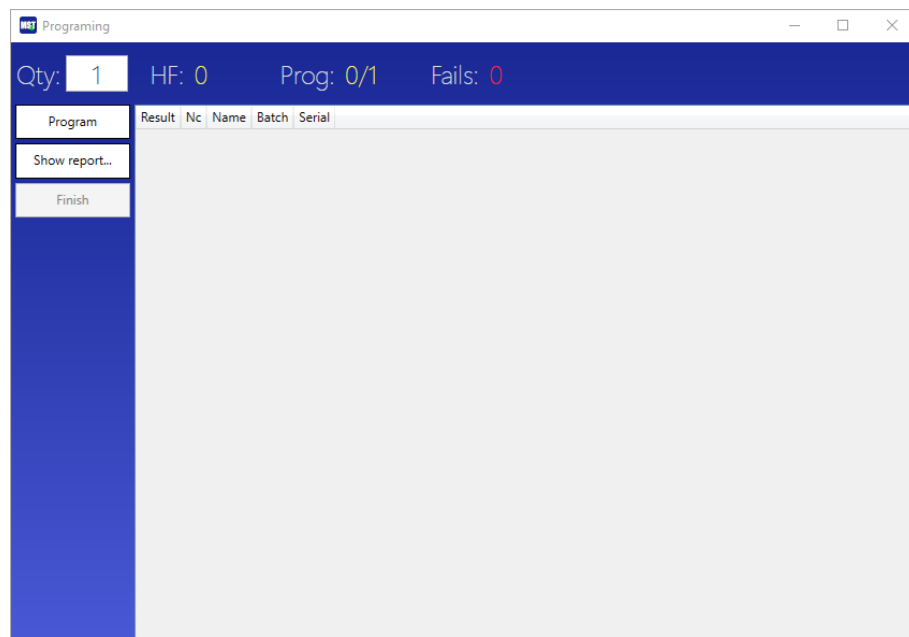 MST Programing
Qty: 1 HF: 0 Prog: 0/1 Fails: 0
Program
Result Nc Name Batch Serial
Show report...
Finish